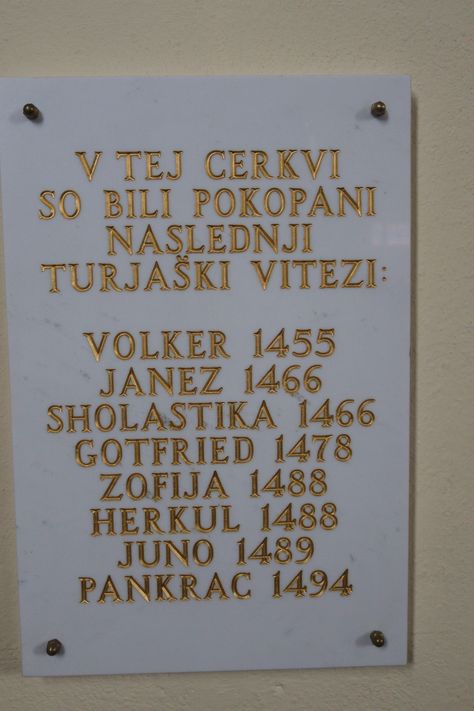 V TEJ CERKVI
SO BILI POKOPANI
NASLEDNJI
TURJAŠKI VITEZI:
VOLKER 1455
JANEZ 1466
SHOLASTIKA 1466
GOTFRIED 1478
ZOFIJA 1488
HERKUL 1488
JUNO 1489
PANKRAC 1494